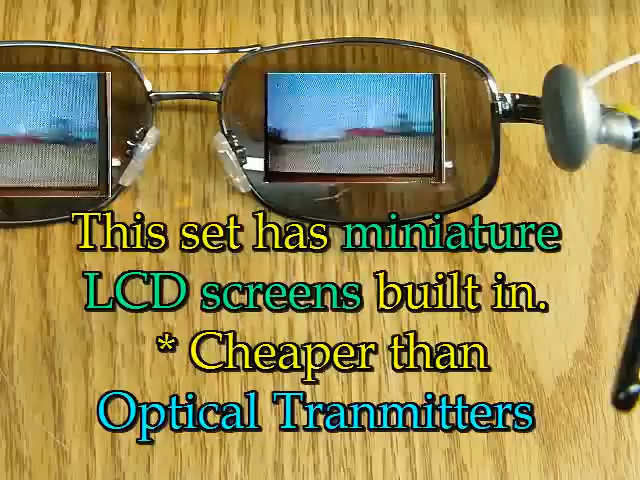 This set has miniature
LCD screens built in.
* Cheaper than
Optical Tranmitters